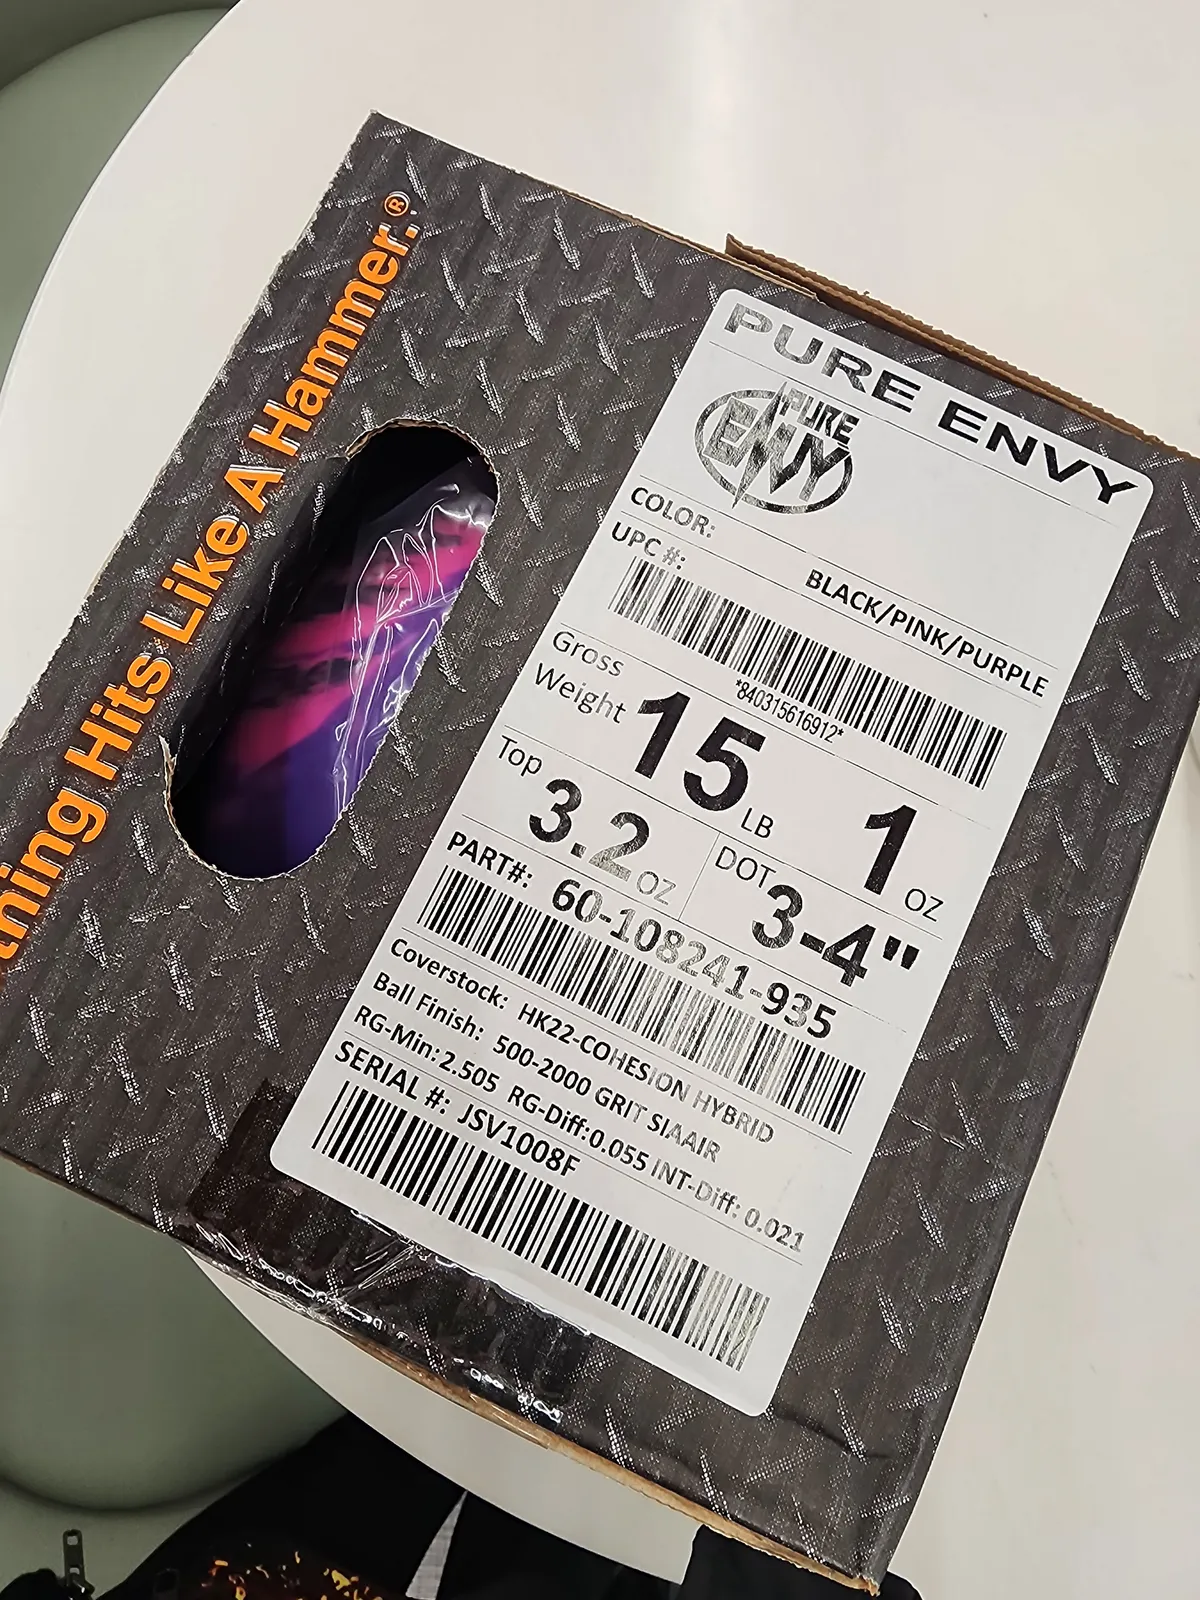 Nothing Hits Like A Hammer.®
PURE ENVY
PURE
ENVY
COLOR:
BLACK/PINK/PURPLE
UPC #:
*840315616912*
Gross
Weight 15 LB 1 OZ
Top 3.2 OZ DOT 3-4"
PART#: 60-108241-935
Coverstock: HK22-COHESION HYBRID
Ball Finish: 500-2000 GRIT SIAAIR
RG-Min: 2.505 RG-Diff: 0.055 INT-Diff: 0.021
SERIAL #: JSV1008F